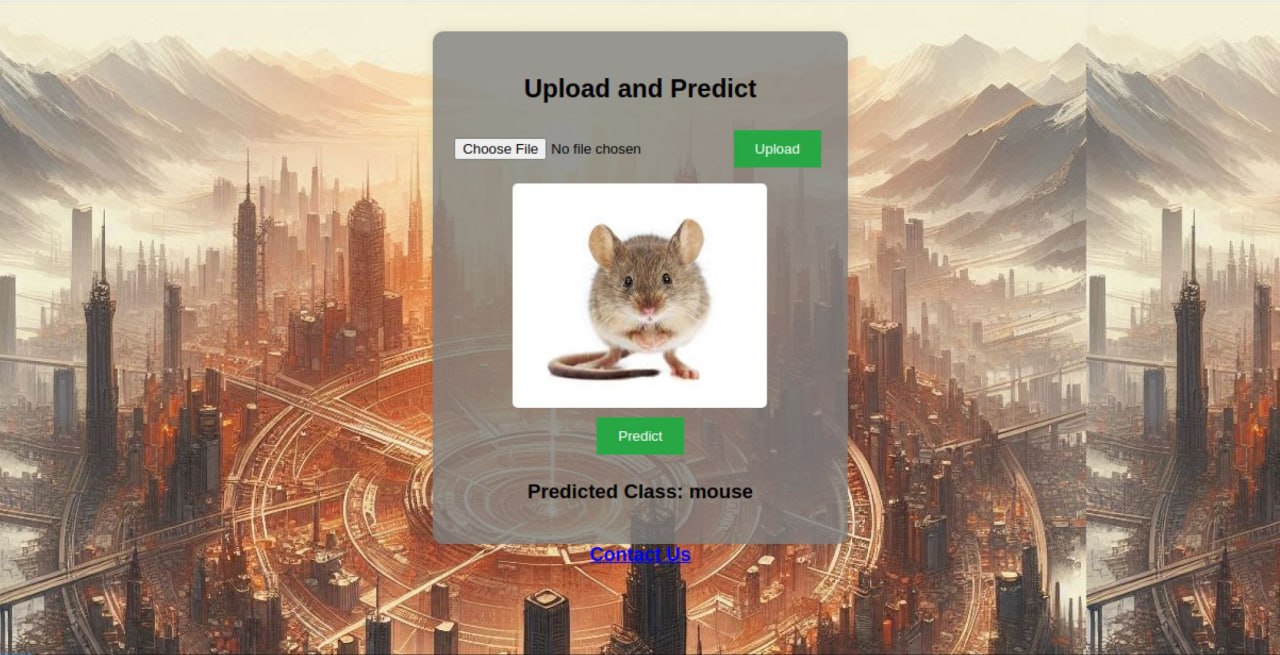 Upload and Predict
Choose File No file chosen Upload
Predict
Predicted Class: mouse
Contact Us